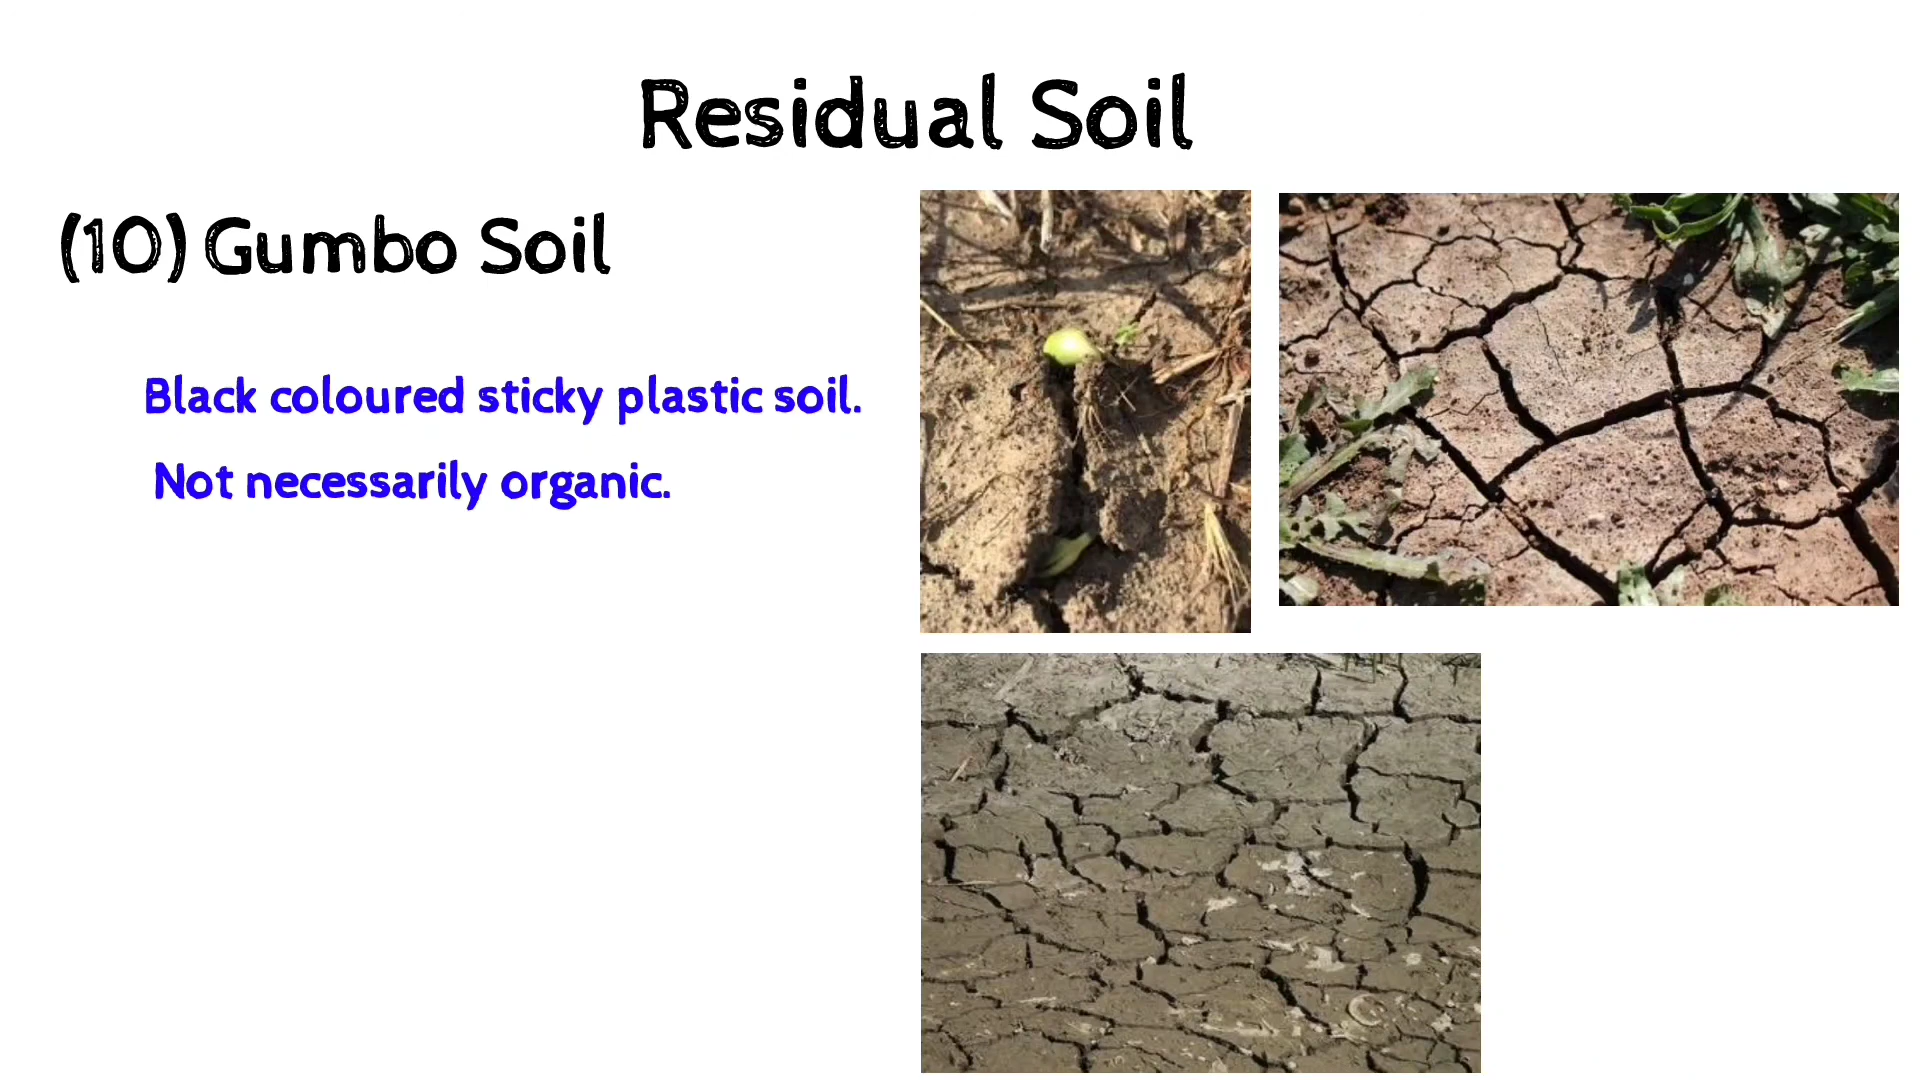 Residual Soil
(10) Gumbo Soil
Black coloured sticky plastic soil.
Not necessarily organic.